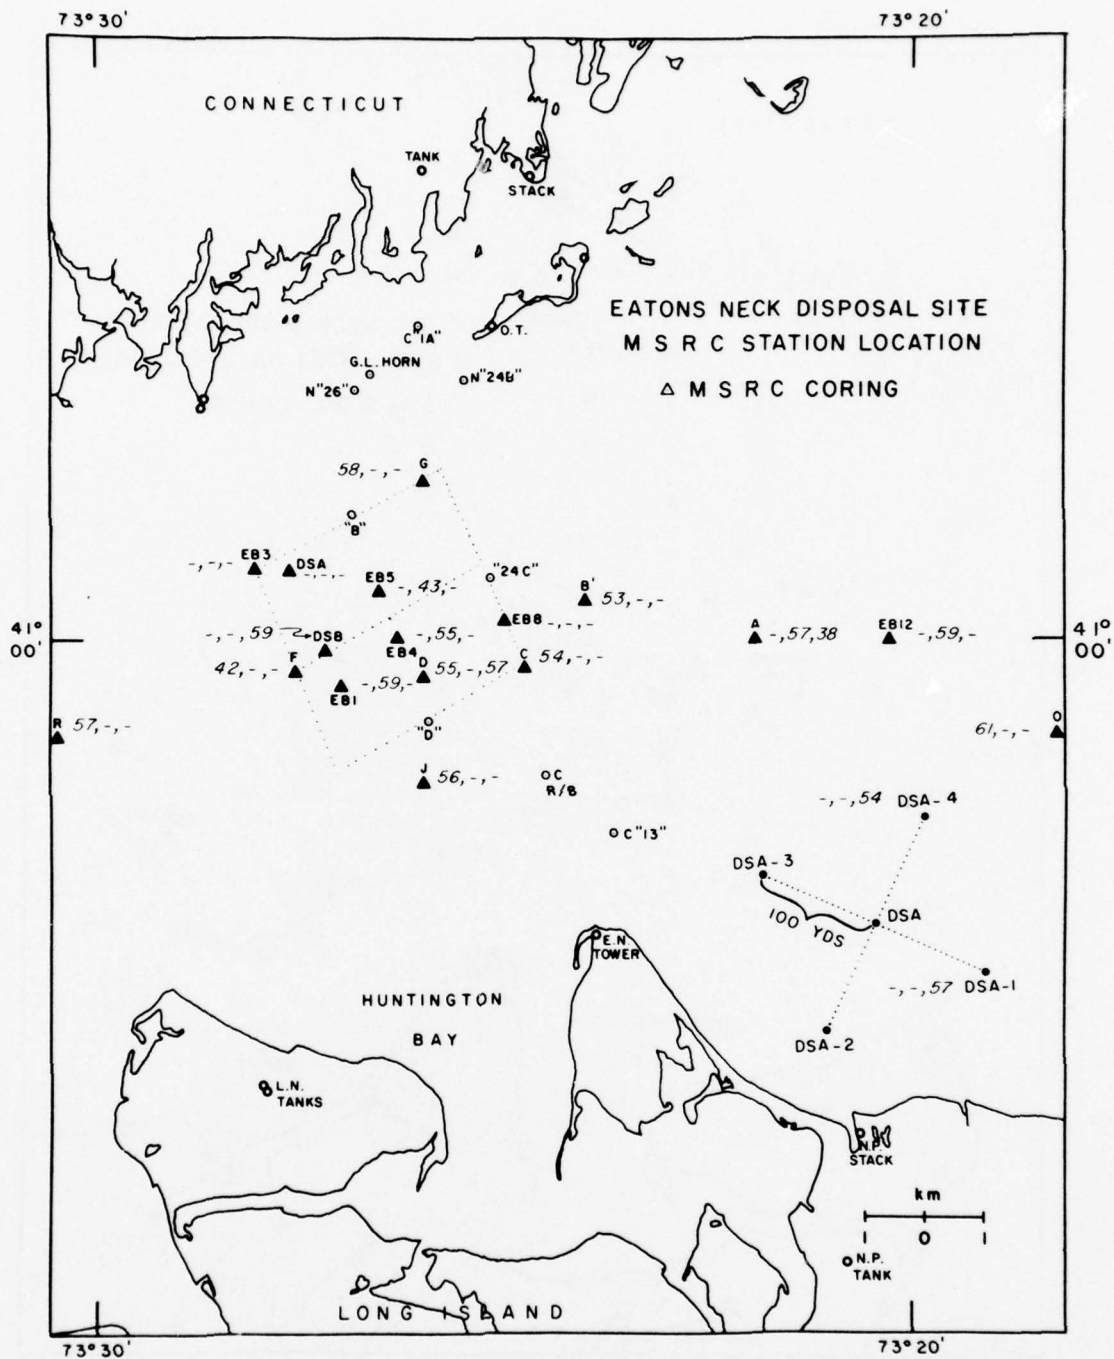 73° 30'
73° 20'
CONNECTICUT
TANK
STACK
EATONS NECK DISPOSAL SITE
M S R C STATION LOCATION
△ M S R C CORING
C "1A"
O.T.
G.L. HORN
N "26"
N "24B"
58,-,- G
"B"
-,-,- EB3
DSA -,-,-
EB5 -,43,-
"24C"
B' 53,-,-
EB8 -,-,-
41° 00'
-,-,59 DSB
EB4 -,55,-
A -,57,38
EB12 -,59,-
41° 00'
42,-,- F
EB1 -,59,-
D 55,-,57
C 54,-,-
R 57,-,-
"D"
61,-,- O
J 56,-,-
C R/B
-,-,54 DSA-4
C "13"
DSA-3
100 YDS
DSA
E.N. TOWER
-,-,57 DSA-1
HUNTINGTON
BAY
DSA-2
L.N. TANKS
N.P. STACK
km
1 0 1
N.P. TANK
LONG ISLAND
73° 30'
73° 20'